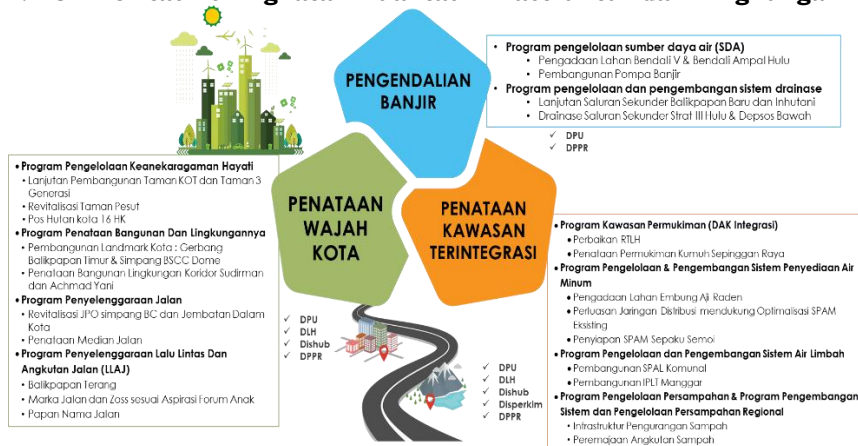 PENGENDALIAN
BANJIR
• Program pengelolaan sumber daya air (SDA)
• Pengadaan Lahan Bendali V & Bendali Ampal Hulu
• Pembangunan Pompa Banjir
• Program pengelolaan dan pengembangan sistem drainase
• Lanjutan Saluran Sekunder Balikpapan Baru dan Inhutani
• Drainase Saluran Sekunder Strat III Hulu & Depsos Bawah
✓ DPU
✓ DPPR
• Program Pengelolaan Keanekaragaman Hayati
• Lanjutan Pembangunan Taman KOT dan Taman 3
Generasi
• Revitalisasi Taman Pesut
• Pos Hutan kota 16 HK
• Program Penataan Bangunan Dan Lingkungannya
• Pembangunan Landmark Kota : Gerbang
Balikpapan Timur & Simpang BSCC Dome
• Penataan Bangunan Lingkungan Koridor Sudirman
dan Achmad Yani
• Program Penyelenggaraan Jalan
• Revitalisasi JPO simpang BC dan Jembatan Dalam
Kota
• Penataan Median Jalan
• Program Penyelenggaraan Lalu Lintas Dan
Angkutan Jalan (LLAJ)
• Balikpapan Terang
• Marka Jalan dan Zoss sesuai Aspirasi Forum Anak
• Papan Nama Jalan
PENATAAN
WAJAH
KOTA
✓ DPU
✓ DLH
✓ Dishub
✓ DPPR
PENATAAN
KAWASAN
TERINTEGRASI
• Program Kawasan Permukiman (DAK Integrasi)
• Perbaikan RTLH
• Penataan Permukiman Kumuh Sepinggan Raya
• Program Pengelolaan & Pengembangan Sistem Penyediaan Air
Minum
• Pengadaan Lahan Embung Aji Raden
• Perluasan Jaringan Distribusi mendukung Optimalisasi SPAM
Eksisting
• Penyiapan SPAM Sepaku Semoi
• Program Pengelolaan dan Pengembangan Sistem Air Limbah
• Pembangunan SPAL Komunal
• Pembangunan IPLT Manggar
• Program Pengelolaan Persampahan & Program Pengembangan
Sistem dan Pengelolaan Persampahan Regional
• Infrastruktur Pengurangan Sampah
• Peremajaan Angkutan Sampah
✓ DPU
✓ DLH
✓ Dishub
✓ Disperkim
✓ DPPR